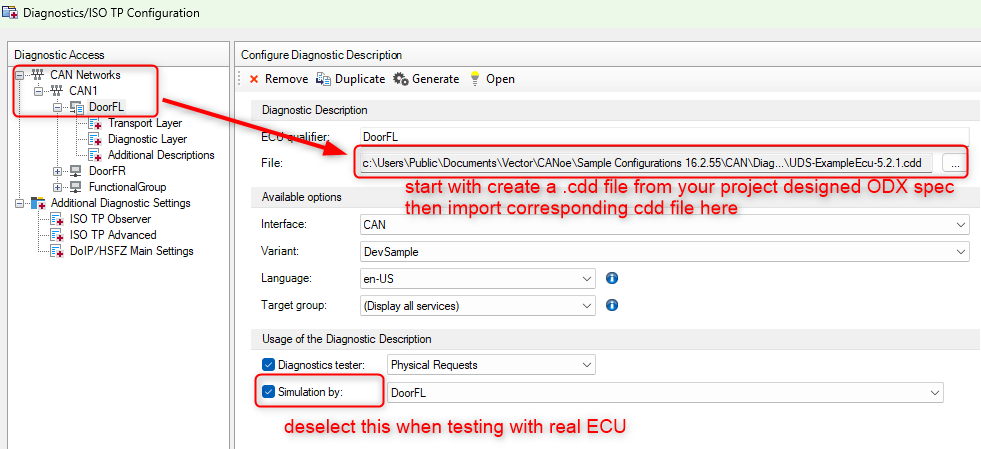 Diagnostics/ISO TP Configuration
Diagnostic Access
CAN Networks
CAN1
DoorFL
Transport Layer
Diagnostic Layer
Additional Descriptions
DoorFR
FunctionalGroup
Additional Diagnostic Settings
ISO TP Observer
ISO TP Advanced
DoIP/HSFZ Main Settings
Configure Diagnostic Description
Remove Duplicate Generate Open
Diagnostic Description
ECU qualifier: DoorFL
File: c:\Users\Public\Documents\Vector\CANoe\Sample Configurations 16.2.55\CAN\Diag...\UDS-ExampleEcu-5.2.1.cdd ...
start with create a .cdd file from your project designed ODX spec
then import corresponding cdd file here
Available options
Interface: CAN
Variant: DevSample
Language: en-US
Target group: (Display all services)
Usage of the Diagnostic Description
Diagnostics tester: Physical Requests
Simulation by: DoorFL
deselect this when testing with real ECU